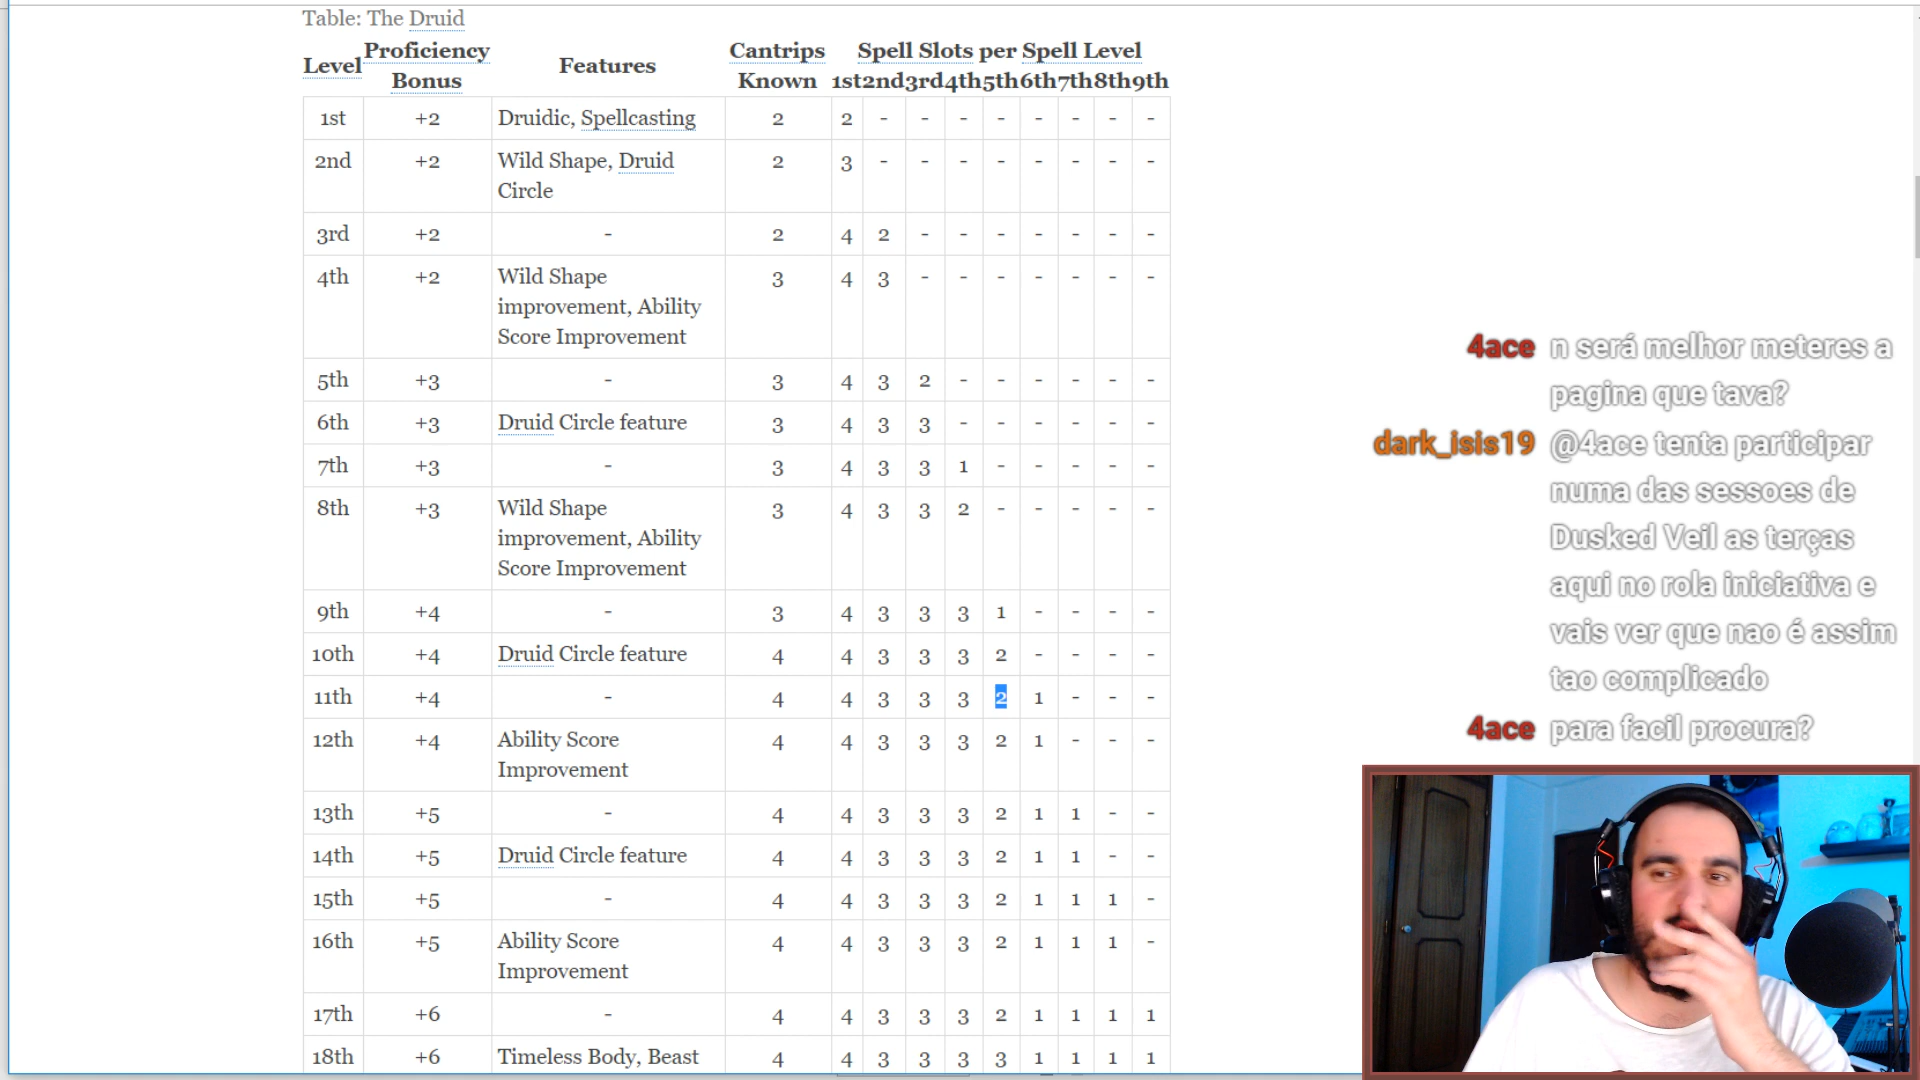 Table: The Druid
Level Proficiency Bonus Features Cantrips Known Spell Slots per Spell Level
1st 2nd 3rd 4th 5th 6th 7th 8th 9th
1st +2 Druidic, Spellcasting 2 2 - - - - - - - -
2nd +2 Wild Shape, Druid 2 3 - - - - - - - -
Circle
3rd +2 - 2 4 2 - - - - - - -
4th +2 Wild Shape 3 4 3 - - - - - - -
improvement, Ability
Score Improvement
5th +3 - 3 4 3 2 - - - - - -
6th +3 Druid Circle feature 3 4 3 3 - - - - - -
7th +3 - 3 4 3 3 1 - - - - -
8th +3 Wild Shape 3 4 3 3 2 - - - - -
improvement, Ability
Score Improvement
9th +4 - 3 4 3 3 3 1 - - - -
10th +4 Druid Circle feature 4 4 3 3 3 2 - - - -
11th +4 - 4 4 3 3 3 2 1 - - -
12th +4 Ability Score 4 4 3 3 3 2 1 - - -
Improvement
13th +5 - 4 4 3 3 3 2 1 1 - -
14th +5 Druid Circle feature 4 4 3 3 3 2 1 1 - -
15th +5 - 4 4 3 3 3 2 1 1 1 -
16th +5 Ability Score 4 4 3 3 3 2 1 1 1 -
Improvement
17th +6 - 4 4 3 3 3 2 1 1 1 1
18th +6 Timeless Body, Beast 4 4 3 3 3 3 1 1 1 1
4ace n será melhor meteres a
pagina que tava?
dark_isis19 @4ace tenta participar
numa das sessoes de
Dusked Veil as terças
aqui no rola iniciativa e
vais ver que nao é assim
tao complicado
4ace para facil procura?